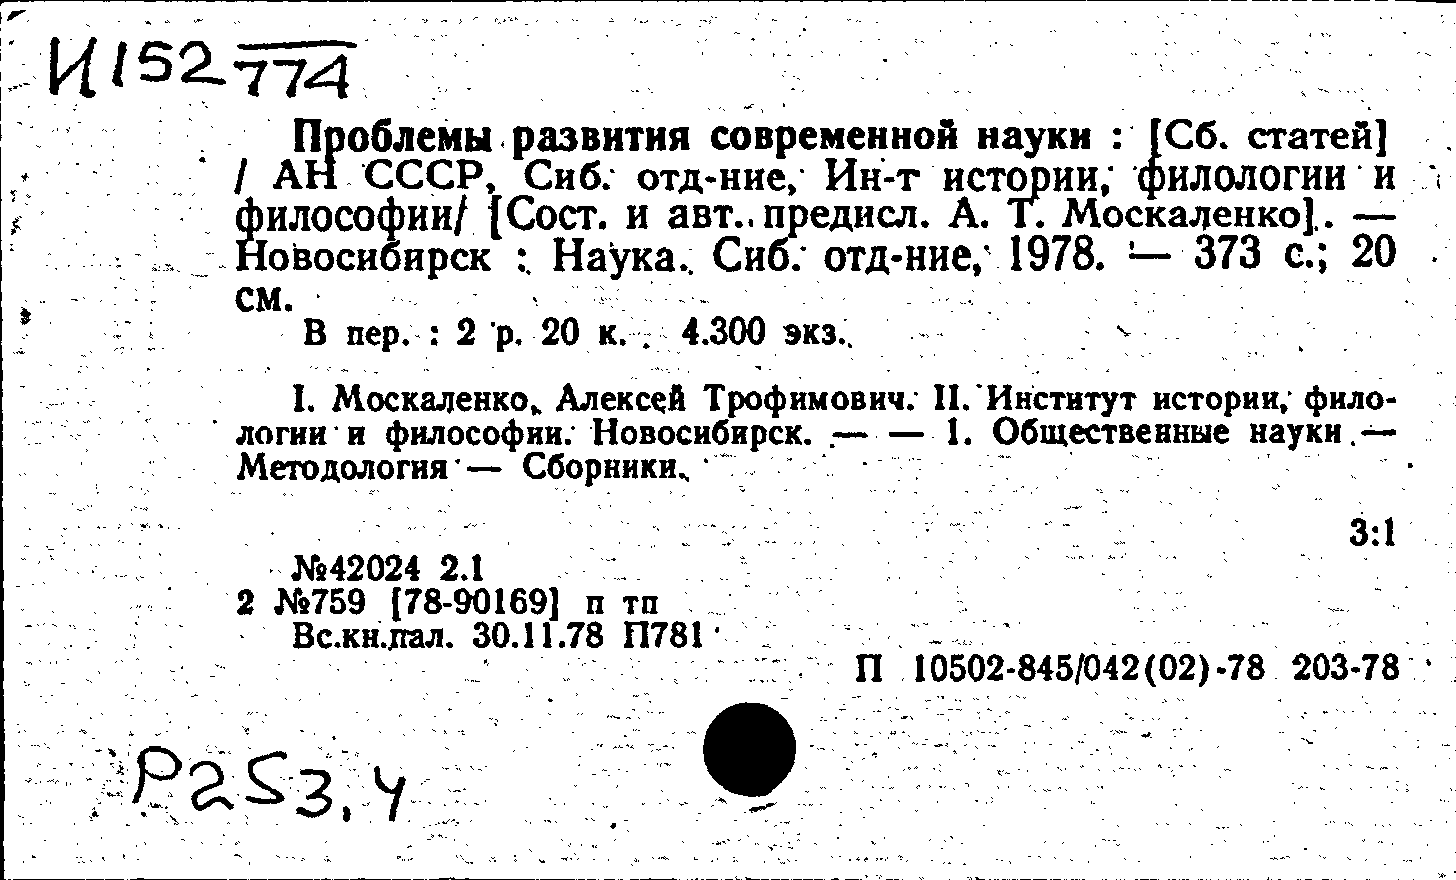 И152 774
Проблемы развития современной науки : [Сб. статей]
/ АН СССР, Сиб. отд-ние, Ин-т истории, филологии и
философии/ [Сост. и авт. предисл. А. Т. Москаленко]. —
Новосибирск : Наука. Сиб. отд-ние, 1978. — 373 с.; 20
см.
В пер. : 2 р. 20 к. . 4.300 экз.
I. Москаленко, Алексей Трофимович. II. Институт истории, фило-
логии и философии. Новосибирск. — — 1. Общественные науки —
Методология — Сборники.
3:1
№42024 2.1
2 №759 [78-90169] п тп
Вс.кн.пал. 30.11.78 П781
П 10502-845/042(02)-78 203-78
Р253,4